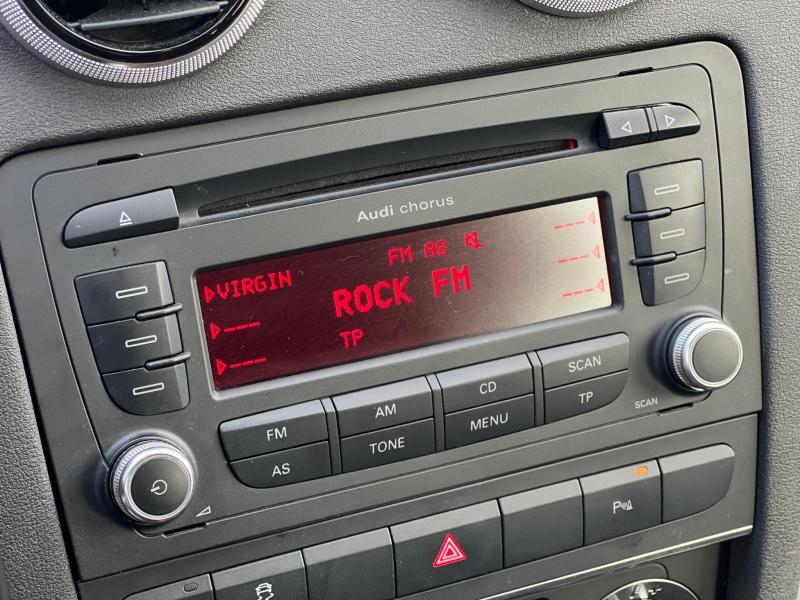 Audi chorus
FM AS
VIRGIN
ROCK FM
---
---
---
---
---
TP
FM
AM
CD
SCAN
AS
TONE
MENU
TP
SCAN
P